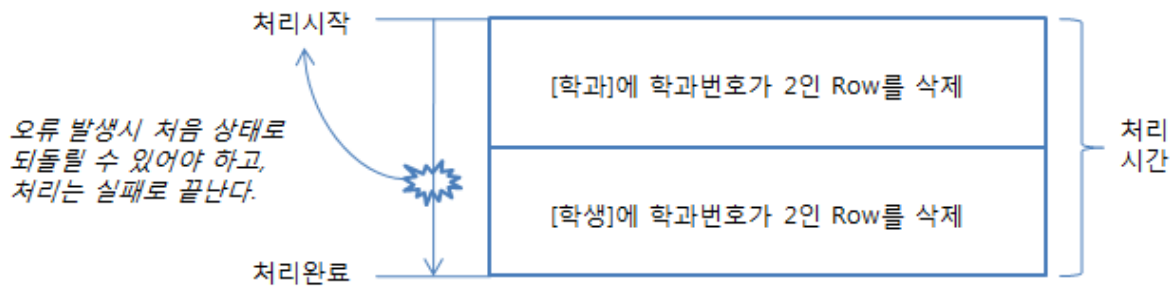 처리시작
[학과]에 학과번호가 2인 Row를 삭제
오류 발생시 처음 상태로
되돌릴 수 있어야 하고,
처리는 실패로 끝난다.
처리
시간
[학생]에 학과번호가 2인 Row를 삭제
처리완료